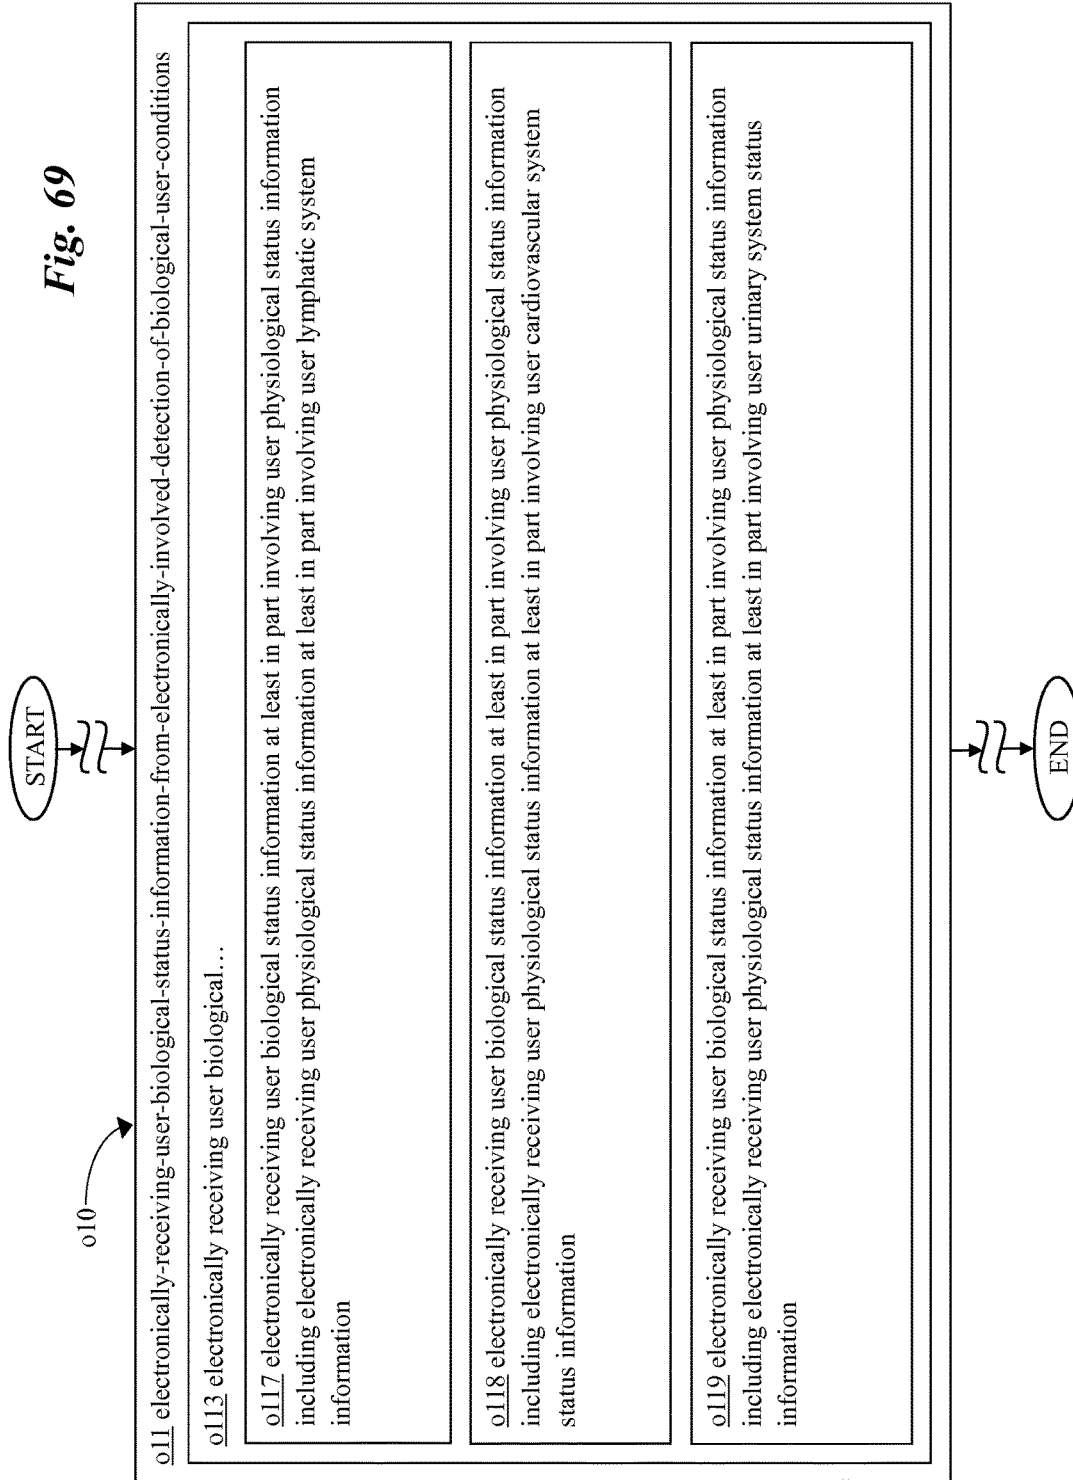 Fig. 69
START
o10
o11 electronically-receiving-user-biological-status-information-from-electronically-involved-detection-of-biological-user-conditions
o113 electronically receiving user biological…
o117 electronically receiving user biological status information at least in part involving user physiological status information
including electronically receiving user physiological status information at least in part involving user lymphatic system
information
o118 electronically receiving user biological status information at least in part involving user physiological status information
including electronically receiving user physiological status information at least in part involving user cardiovascular system
status information
o119 electronically receiving user biological status information at least in part involving user physiological status information
including electronically receiving user physiological status information at least in part involving user urinary system status
information
END